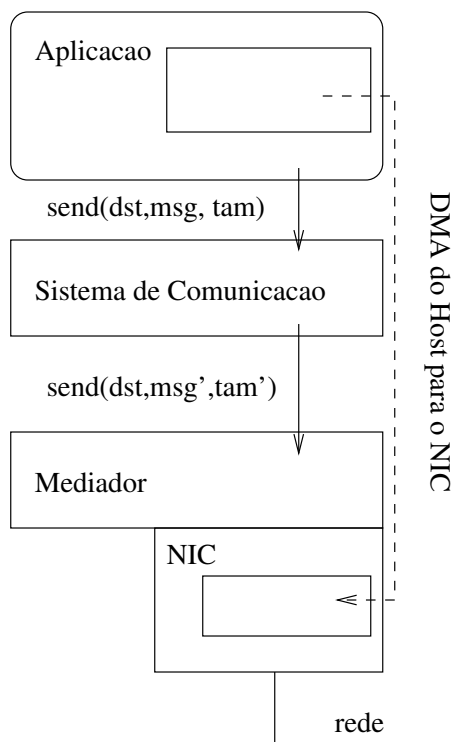 Aplicacao
send(dst,msg, tam)
Sistema de Comunicacao
send(dst,msg’,tam’)
Mediador
NIC
rede
DMA do Host para o NIC